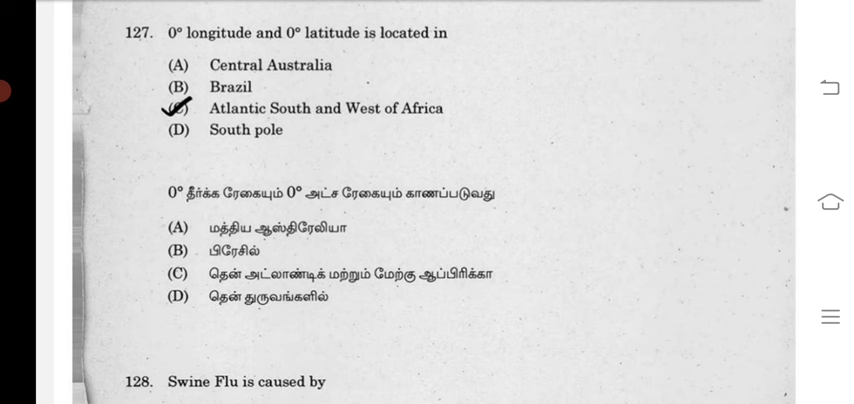 127. 0° longitude and 0° latitude is located in
(A) Central Australia
(B) Brazil
(C) Atlantic South and West of Africa
(D) South pole
0° தீர்க்க ரேகையும் 0° அட்ச ரேகையும் காணப்படுவது
(A) மத்திய ஆஸ்திரேலியா
(B) பிரேசில்
(C) தென் அட்லாண்டிக் மற்றும் மேற்கு ஆப்பிரிக்கா
(D) தென் துருவங்களில்
128. Swine Flu is caused by